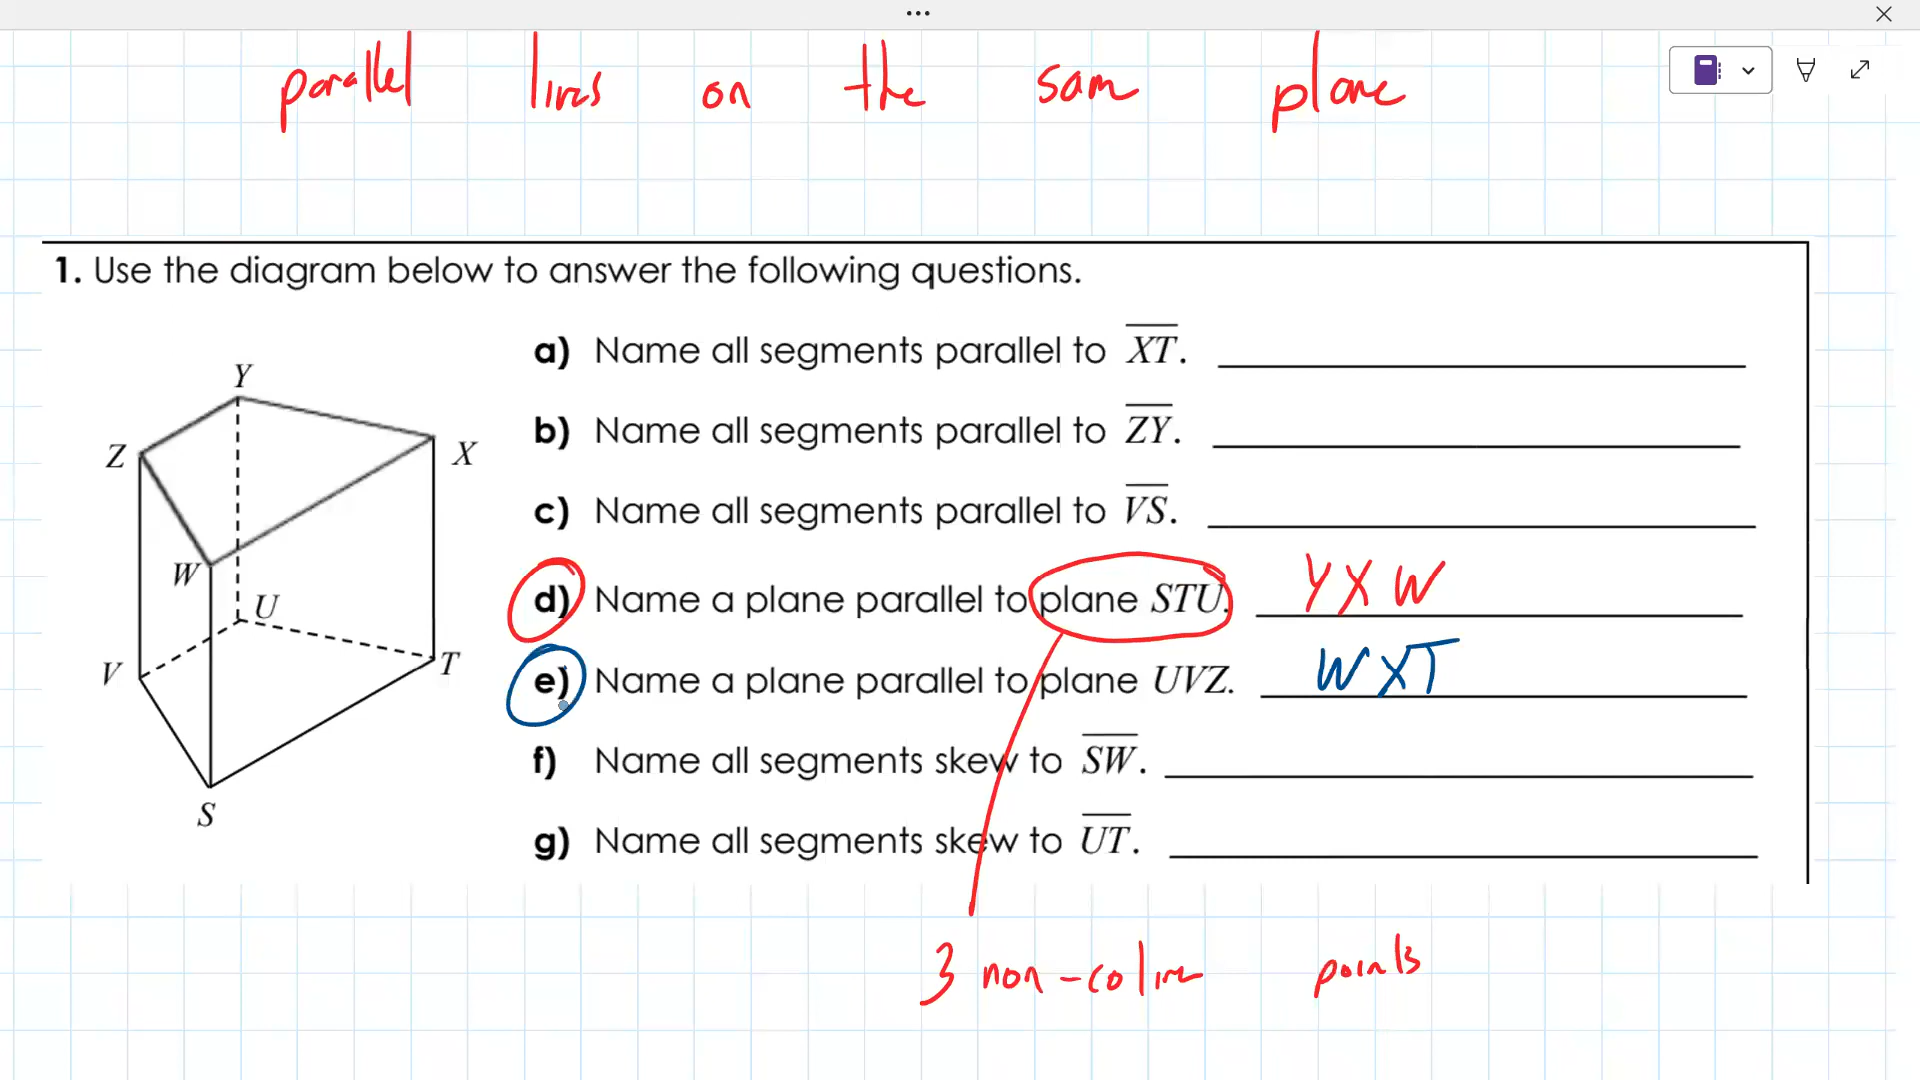 parallel lines on the sam plane
1. Use the diagram below to answer the following questions.
a) Name all segments parallel to XT.
b) Name all segments parallel to ZY.
c) Name all segments parallel to VS.
d) Name a plane parallel to plane STU. YXW
e) Name a plane parallel to plane UVZ. WXT
f) Name all segments skew to SW.
g) Name all segments skew to UT.
Y
Z
X
W
U
V
T
S
3 non-coline points